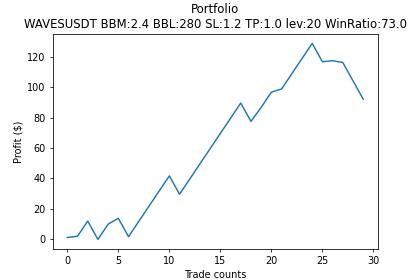 Portfolio
WAVESUSDT BBM:2.4 BBL:280 SL:1.2 TP:1.0 lev:20 WinRatio:73.0
Profit ($)
120
100
80
60
40
20
0
0 5 10 15 20 25 30
Trade counts